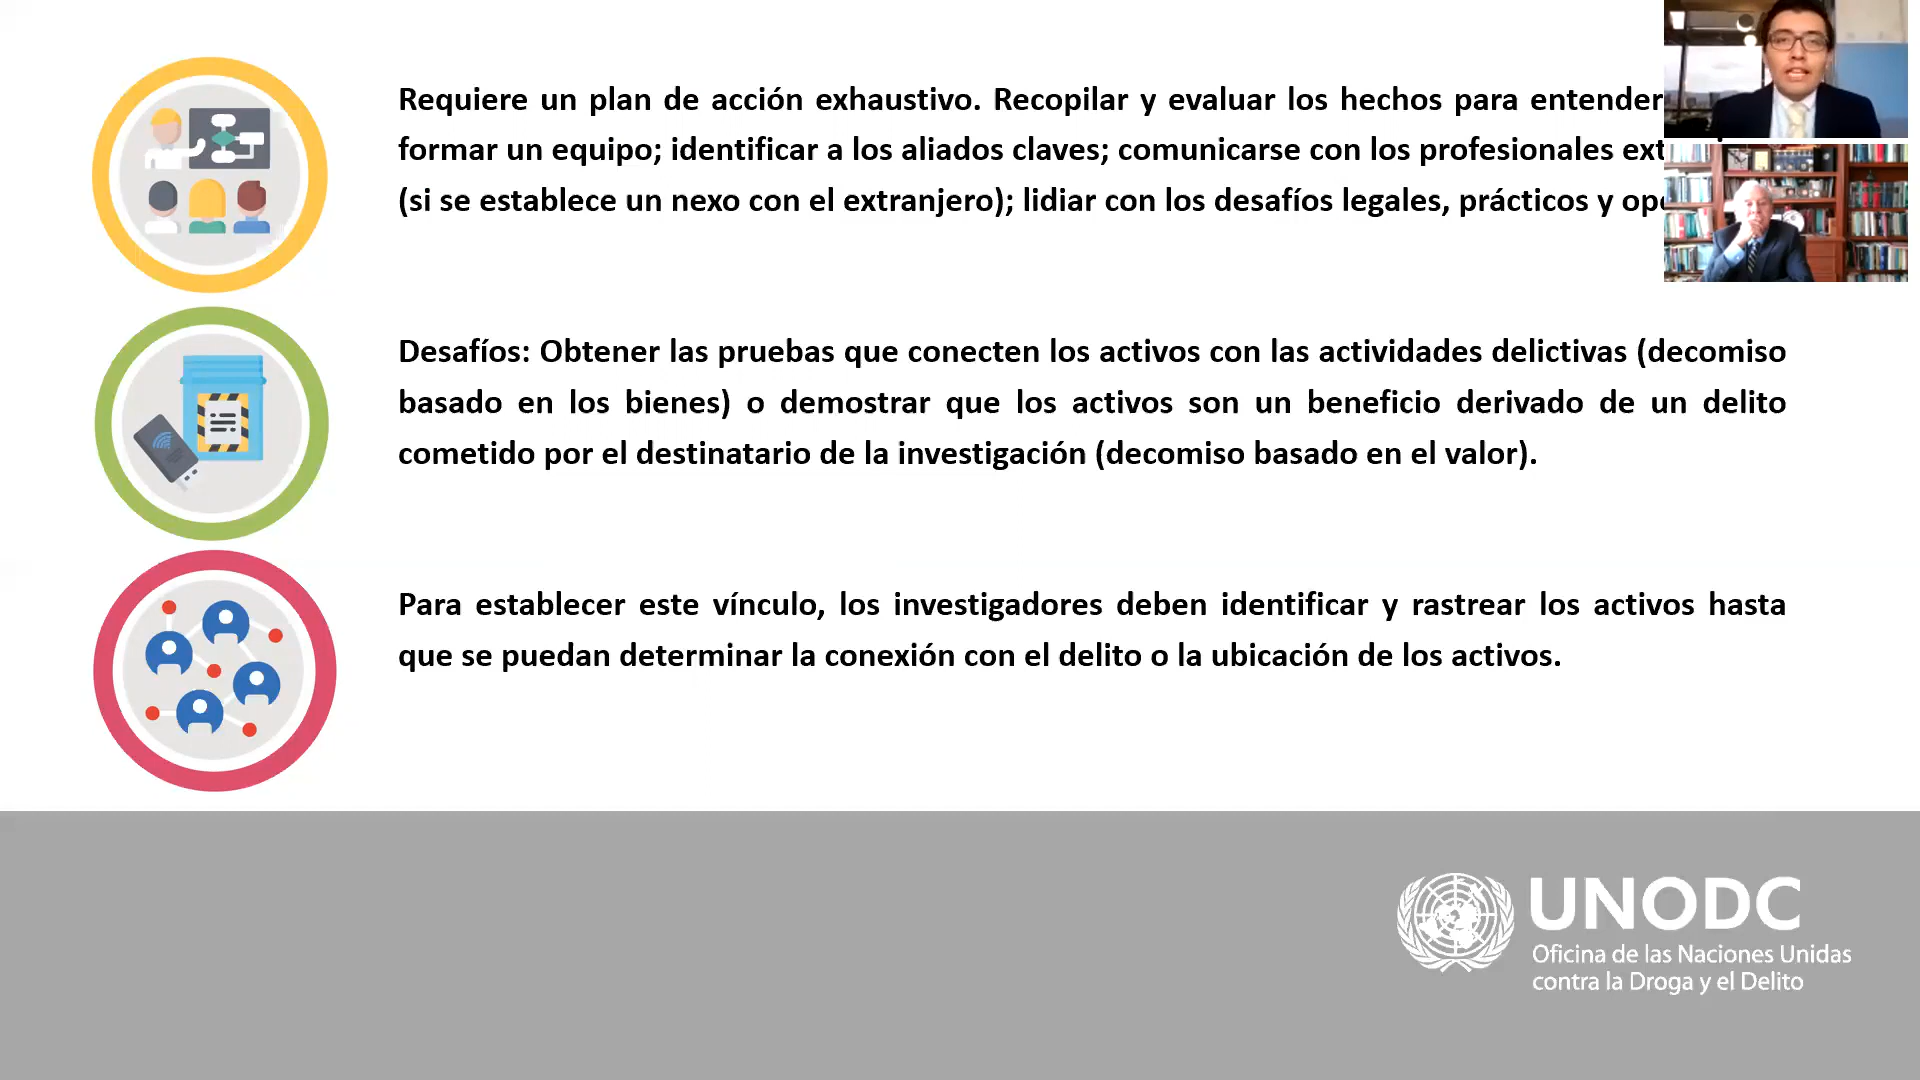 Requiere un plan de acción exhaustivo. Recopilar y evaluar los hechos para entender
formar un equipo; identificar a los aliados claves; comunicarse con los profesionales
(si se establece un nexo con el extranjero); lidiar con los desafíos legales, prácticos y
Desafíos: Obtener las pruebas que conecten los activos con las actividades delictivas (decomiso
basado en los bienes) o demostrar que los activos son un beneficio derivado de un delito
cometido por el destinatario de la investigación (decomiso basado en el valor).
Para establecer este vínculo, los investigadores deben identificar y rastrear los activos hasta
que se puedan determinar la conexión con el delito o la ubicación de los activos.
UNODC
Oficina de las Naciones Unidas
contra la Droga y el Delito